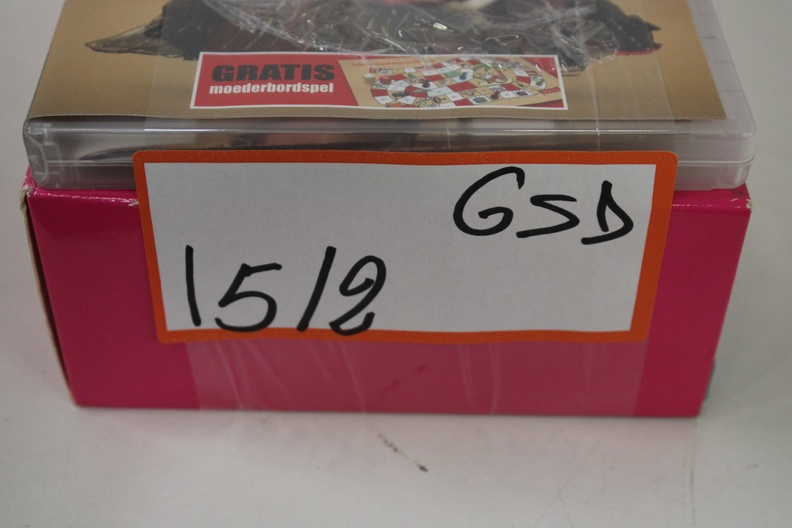 GRATIS
moederbordspel
GSD
15/2